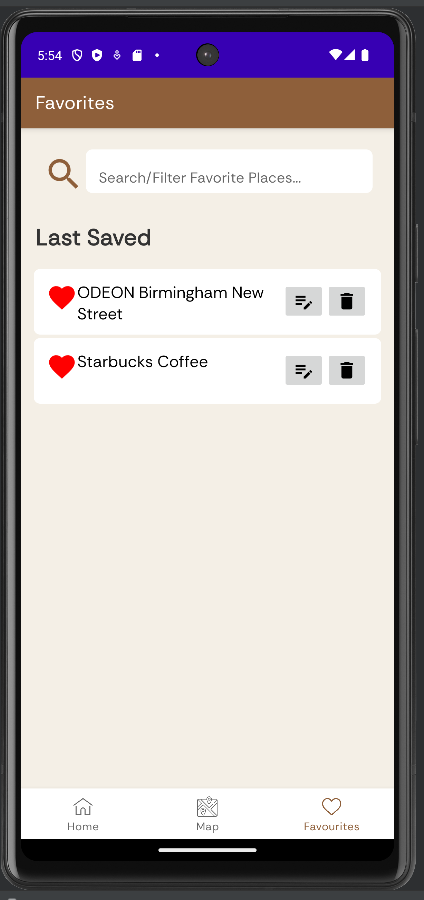 5:54
Favorites
Search/Filter Favorite Places...
Last Saved
ODEON Birmingham New
Street
Starbucks Coffee
Home
Map
Favourites